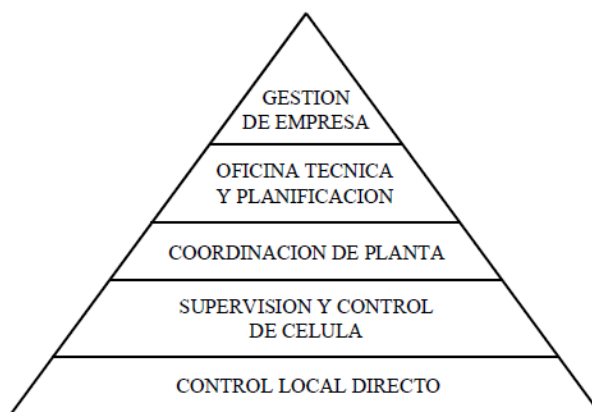 GESTION
DE EMPRESA
OFICINA TECNICA
Y PLANIFICACION
COORDINACION DE PLANTA
SUPERVISION Y CONTROL
DE CELULA
CONTROL LOCAL DIRECTO